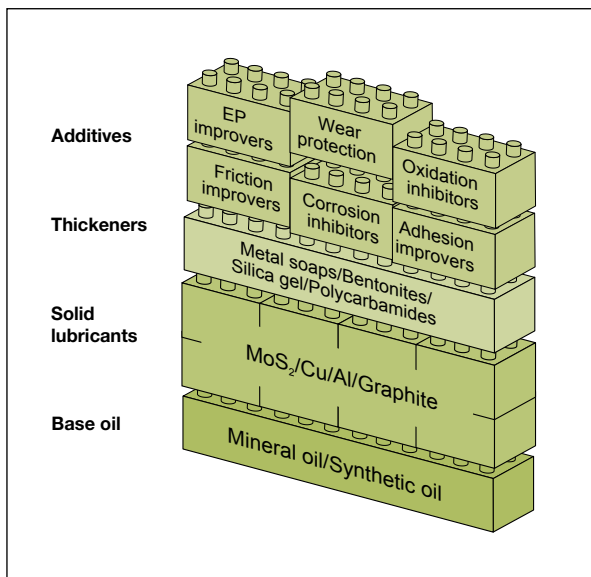 Additives
EP
improvers
Wear
protection
Oxidation
inhibitors
Friction
improvers
Corrosion
inhibitors
Adhesion
improvers
Thickeners
Metal soaps/Bentonites/
Silica gel/Polycarbamides
Solid
lubricants
MoS₂/Cu/Al/Graphite
Base oil
Mineral oil/Synthetic oil